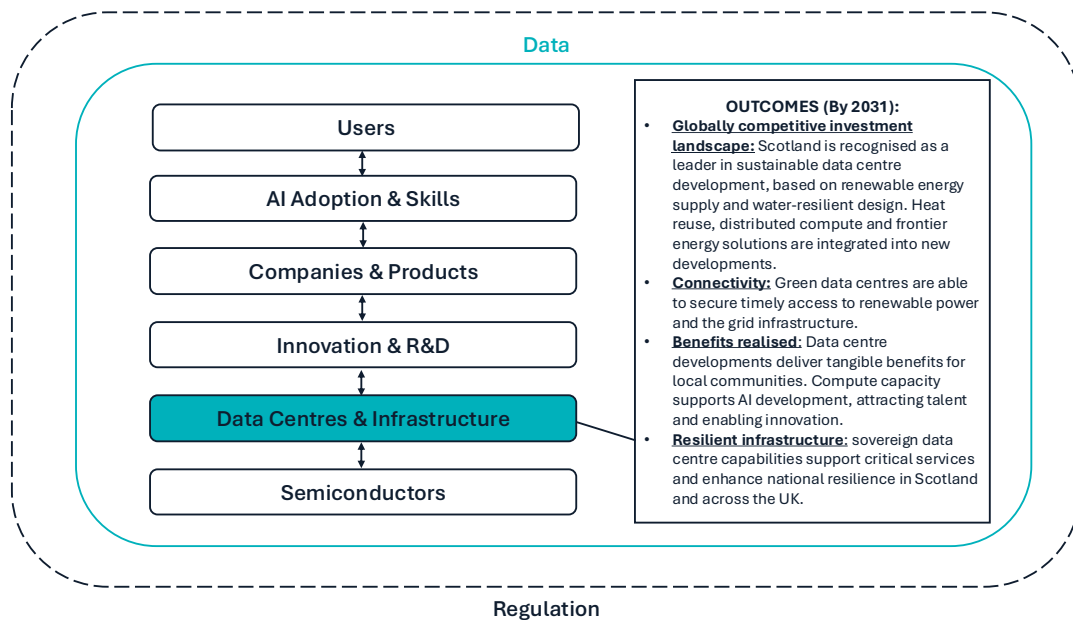 Data
Users
AI Adoption & Skills
Companies & Products
Innovation & R&D
Data Centres & Infrastructure
Semiconductors
OUTCOMES (By 2031):
• Globally competitive investment
landscape: Scotland is recognised as a
leader in sustainable data centre
development, based on renewable energy
supply and water-resilient design. Heat
reuse, distributed compute and frontier
energy solutions are integrated into new
developments.
• Connectivity: Green data centres are able
to secure timely access to renewable power
and the grid infrastructure.
• Benefits realised: Data centre
developments deliver tangible benefits for
local communities. Compute capacity
supports AI development, attracting talent
and enabling innovation.
• Resilient infrastructure: sovereign data
centre capabilities support critical services
and enhance national resilience in Scotland
and across the UK.
Regulation